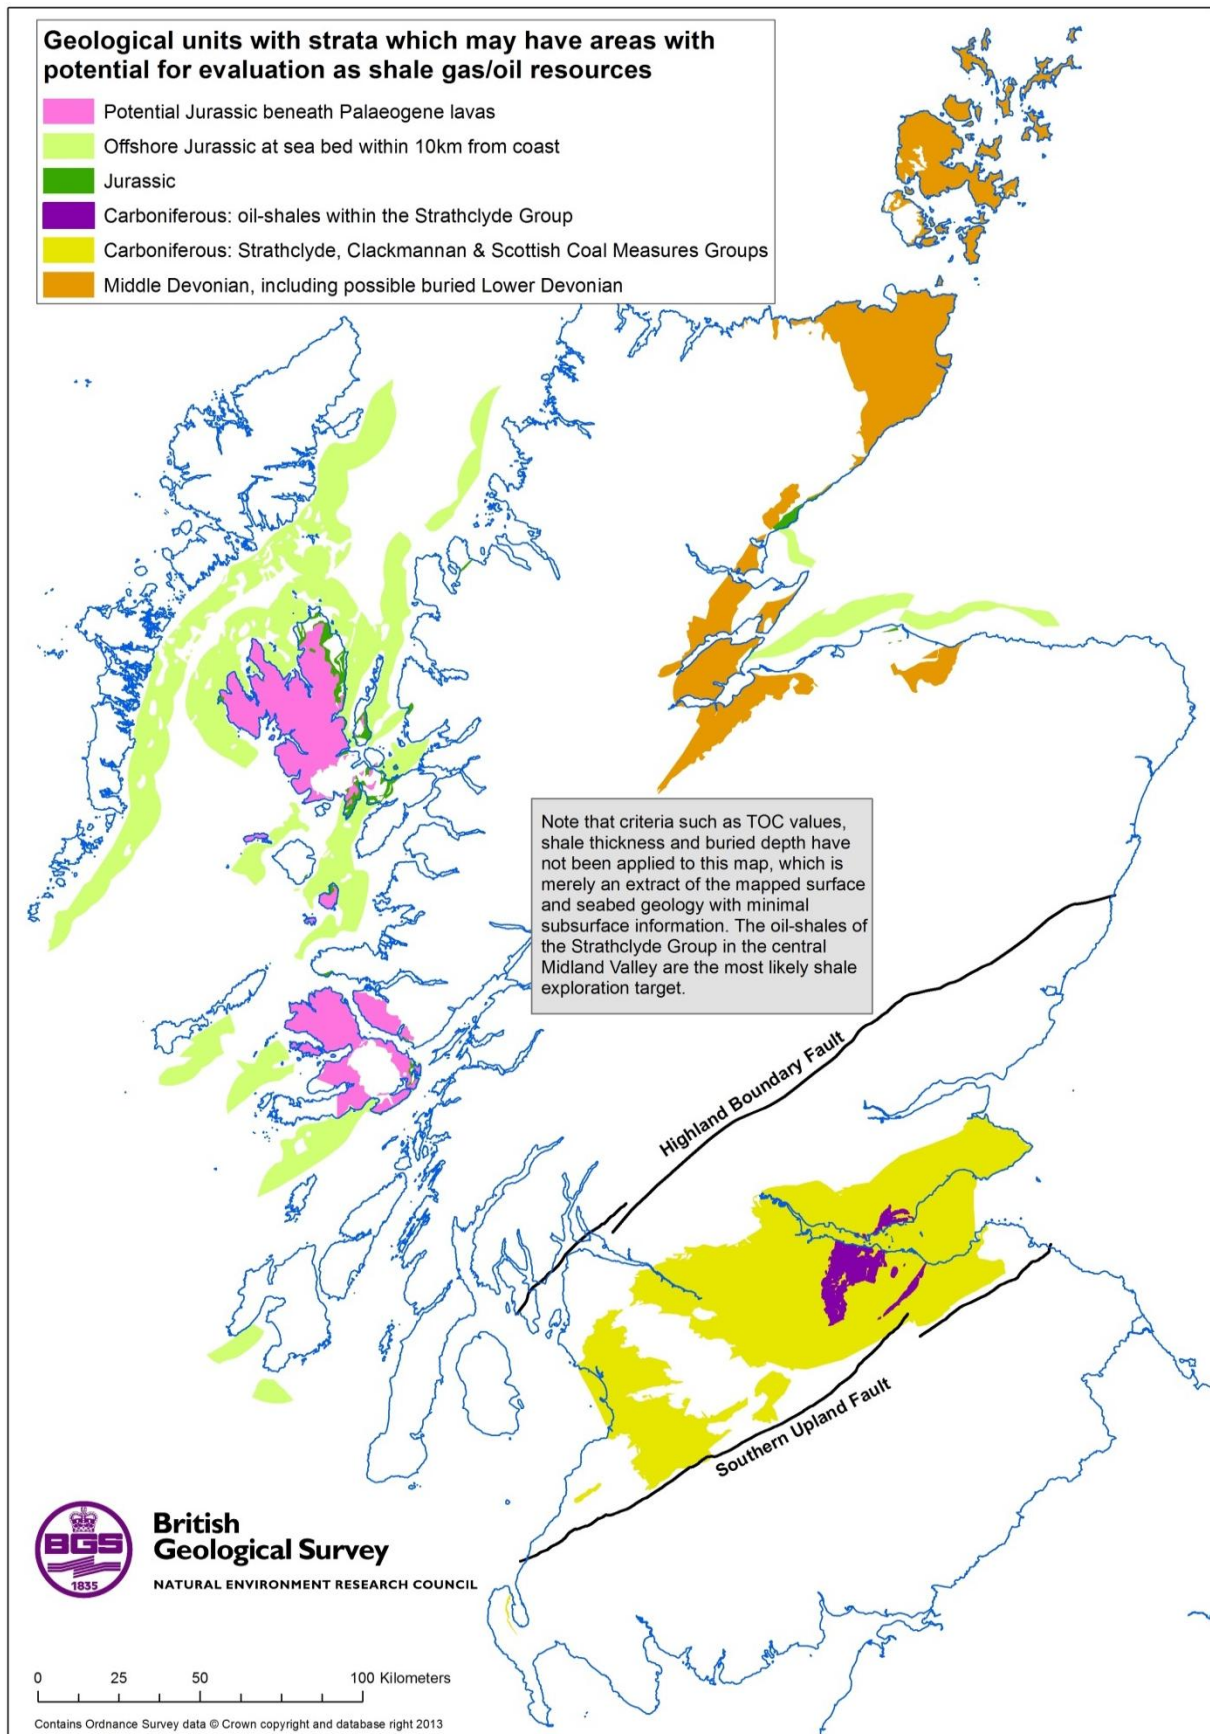 Geological units with strata which may have areas with
potential for evaluation as shale gas/oil resources
Potential Jurassic beneath Palaeogene lavas
Offshore Jurassic at sea bed within 10km from coast
Jurassic
Carboniferous: oil-shales within the Strathclyde Group
Carboniferous: Strathclyde, Clackmannan & Scottish Coal Measures Groups
Middle Devonian, including possible buried Lower Devonian
Note that criteria such as TOC values,
shale thickness and buried depth have
not been applied to this map, which is
merely an extract of the mapped surface
and seabed geology with minimal
subsurface information. The oil-shales of
the Strathclyde Group in the central
Midland Valley are the most likely shale
exploration target.
Highland Boundary Fault
Southern Upland Fault
BGS
1835
British
Geological Survey
NATURAL ENVIRONMENT RESEARCH COUNCIL
0 25 50 100 Kilometers
Contains Ordnance Survey data © Crown copyright and database right 2013